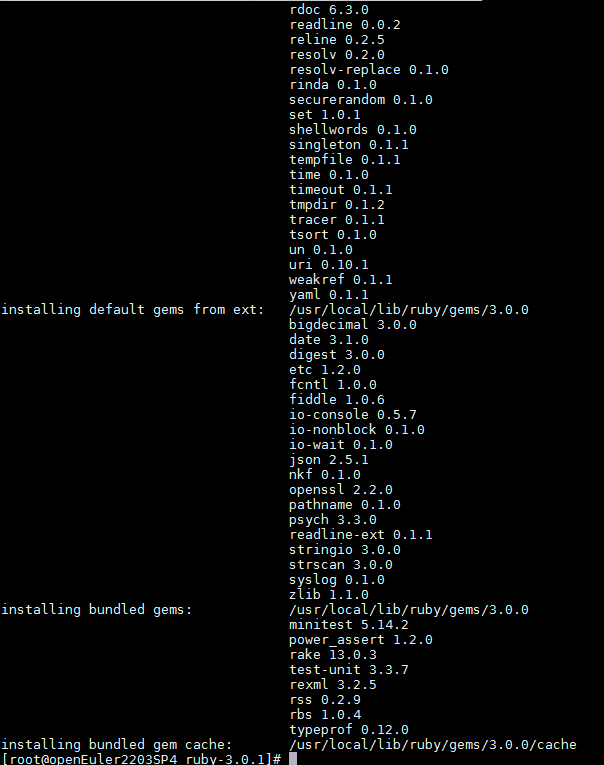 rdoc 6.3.0
readline 0.0.2
reline 0.2.5
resolv 0.2.0
resolv-replace 0.1.0
rinda 0.1.0
securerandom 0.1.0
set 1.0.1
shellwords 0.1.0
singleton 0.1.1
tempfile 0.1.1
time 0.1.0
timeout 0.1.1
tmpdir 0.1.2
tracer 0.1.1
tsort 0.1.0
un 0.1.0
uri 0.10.1
weakref 0.1.1
yaml 0.1.1
installing default gems from ext:   /usr/local/lib/ruby/gems/3.0.0
bigdecimal 3.0.0
date 3.1.0
digest 3.0.0
etc 1.2.0
fcntl 1.0.0
fiddle 1.0.6
io-console 0.5.7
io-nonblock 0.1.0
io-wait 0.1.0
json 2.5.1
nkf 0.1.0
openssl 2.2.0
pathname 0.1.0
psych 3.3.0
readline-ext 0.1.1
stringio 3.0.0
strscan 3.0.0
syslog 0.1.0
zlib 1.1.0
installing bundled gems:            /usr/local/lib/ruby/gems/3.0.0
minitest 5.14.2
power_assert 1.2.0
rake 13.0.3
test-unit 3.3.7
rexml 3.2.5
rss 0.2.9
rbs 1.0.4
typeprof 0.12.0
installing bundled gem cache:       /usr/local/lib/ruby/gems/3.0.0/cache
[root@openEuler2203SP4 ruby-3.0.1]#